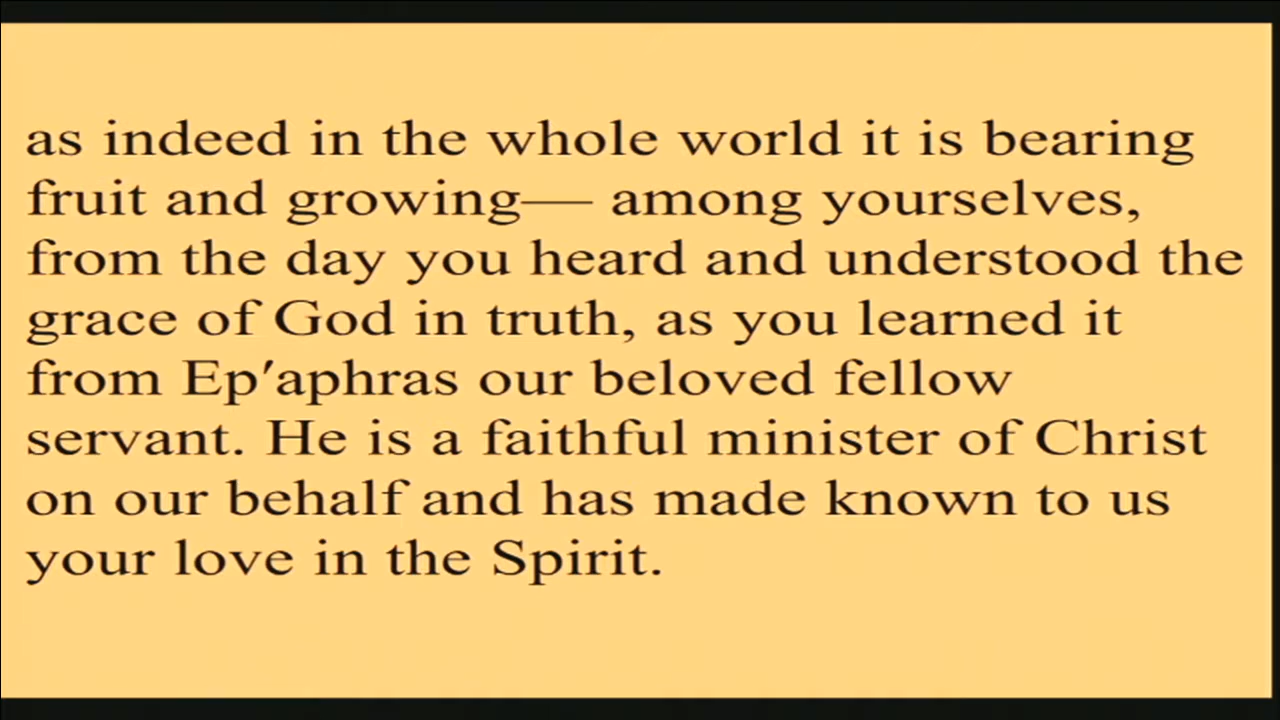 as indeed in the whole world it is bearing
fruit and growing— among yourselves,
from the day you heard and understood the
grace of God in truth, as you learned it
from Ep′aphras our beloved fellow
servant. He is a faithful minister of Christ
on our behalf and has made known to us
your love in the Spirit.